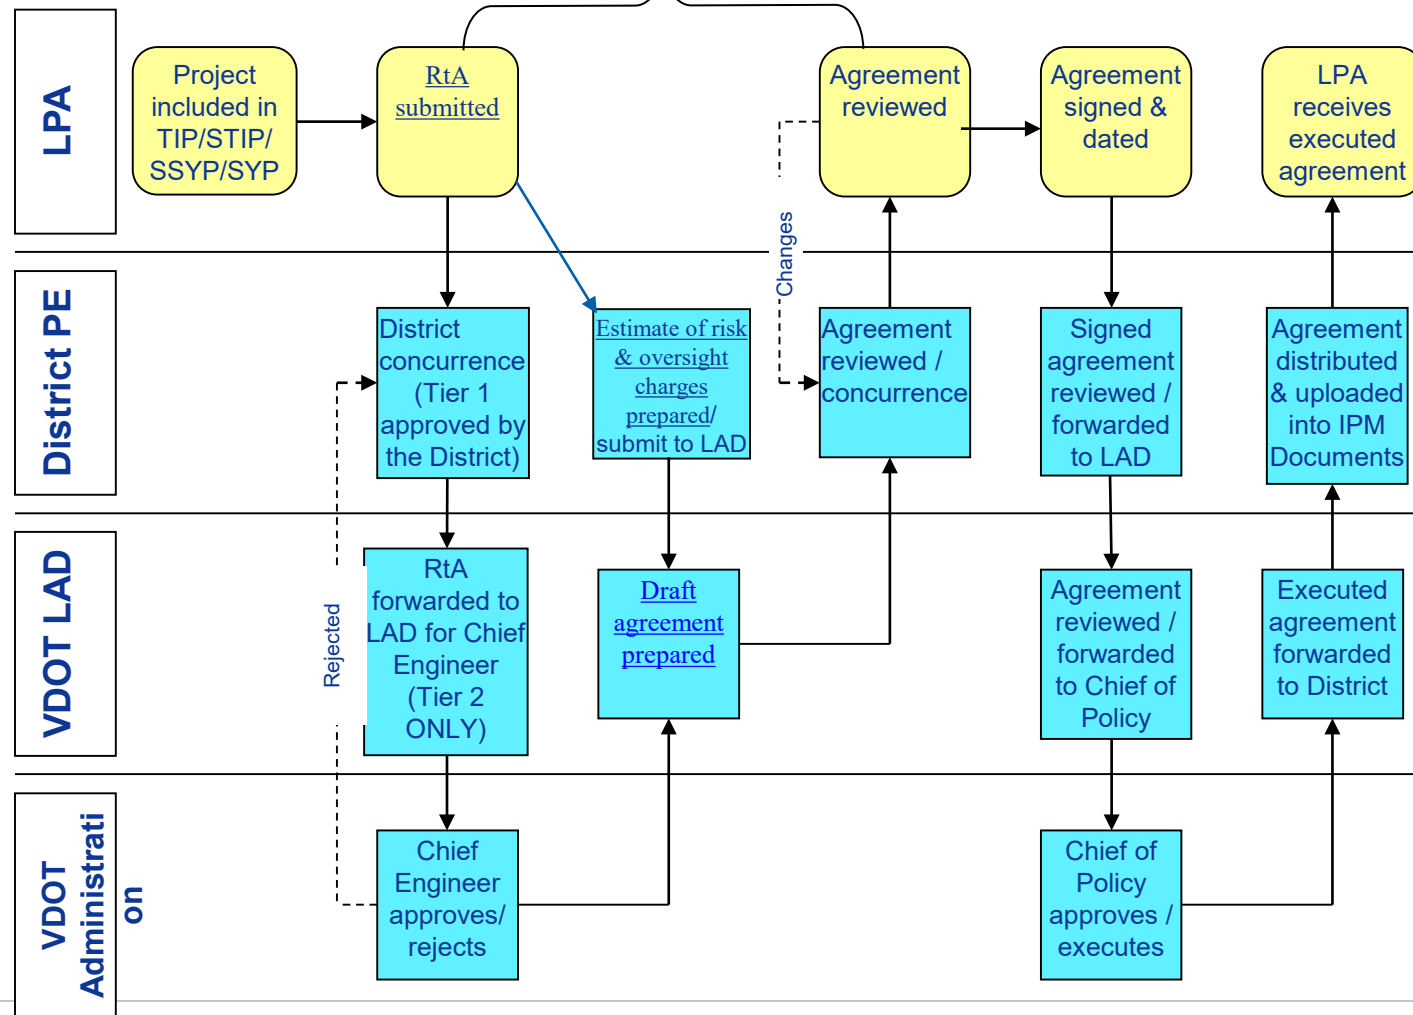 LPA
Project
included in
TIP/STIP/
SSYP/SYP
RtA
submitted
Agreement
reviewed
Agreement
signed &
dated
LPA
receives
executed
agreement
Changes
District PE
District
concurrence
(Tier 1
approved by
the District)
Estimate of risk
& oversight
charges
prepared/
submit to LAD
Agreement
reviewed /
concurrence
Signed
agreement
reviewed /
forwarded
to LAD
Agreement
distributed
& uploaded
into IPM
Documents
VDOT LAD
Rejected
RtA
forwarded to
LAD for Chief
Engineer
(Tier 2
ONLY)
Draft
agreement
prepared
Agreement
reviewed /
forwarded
to Chief of
Policy
Executed
agreement
forwarded
to District
VDOT
Administrati
on
Chief
Engineer
approves/
rejects
Chief of
Policy
approves /
executes